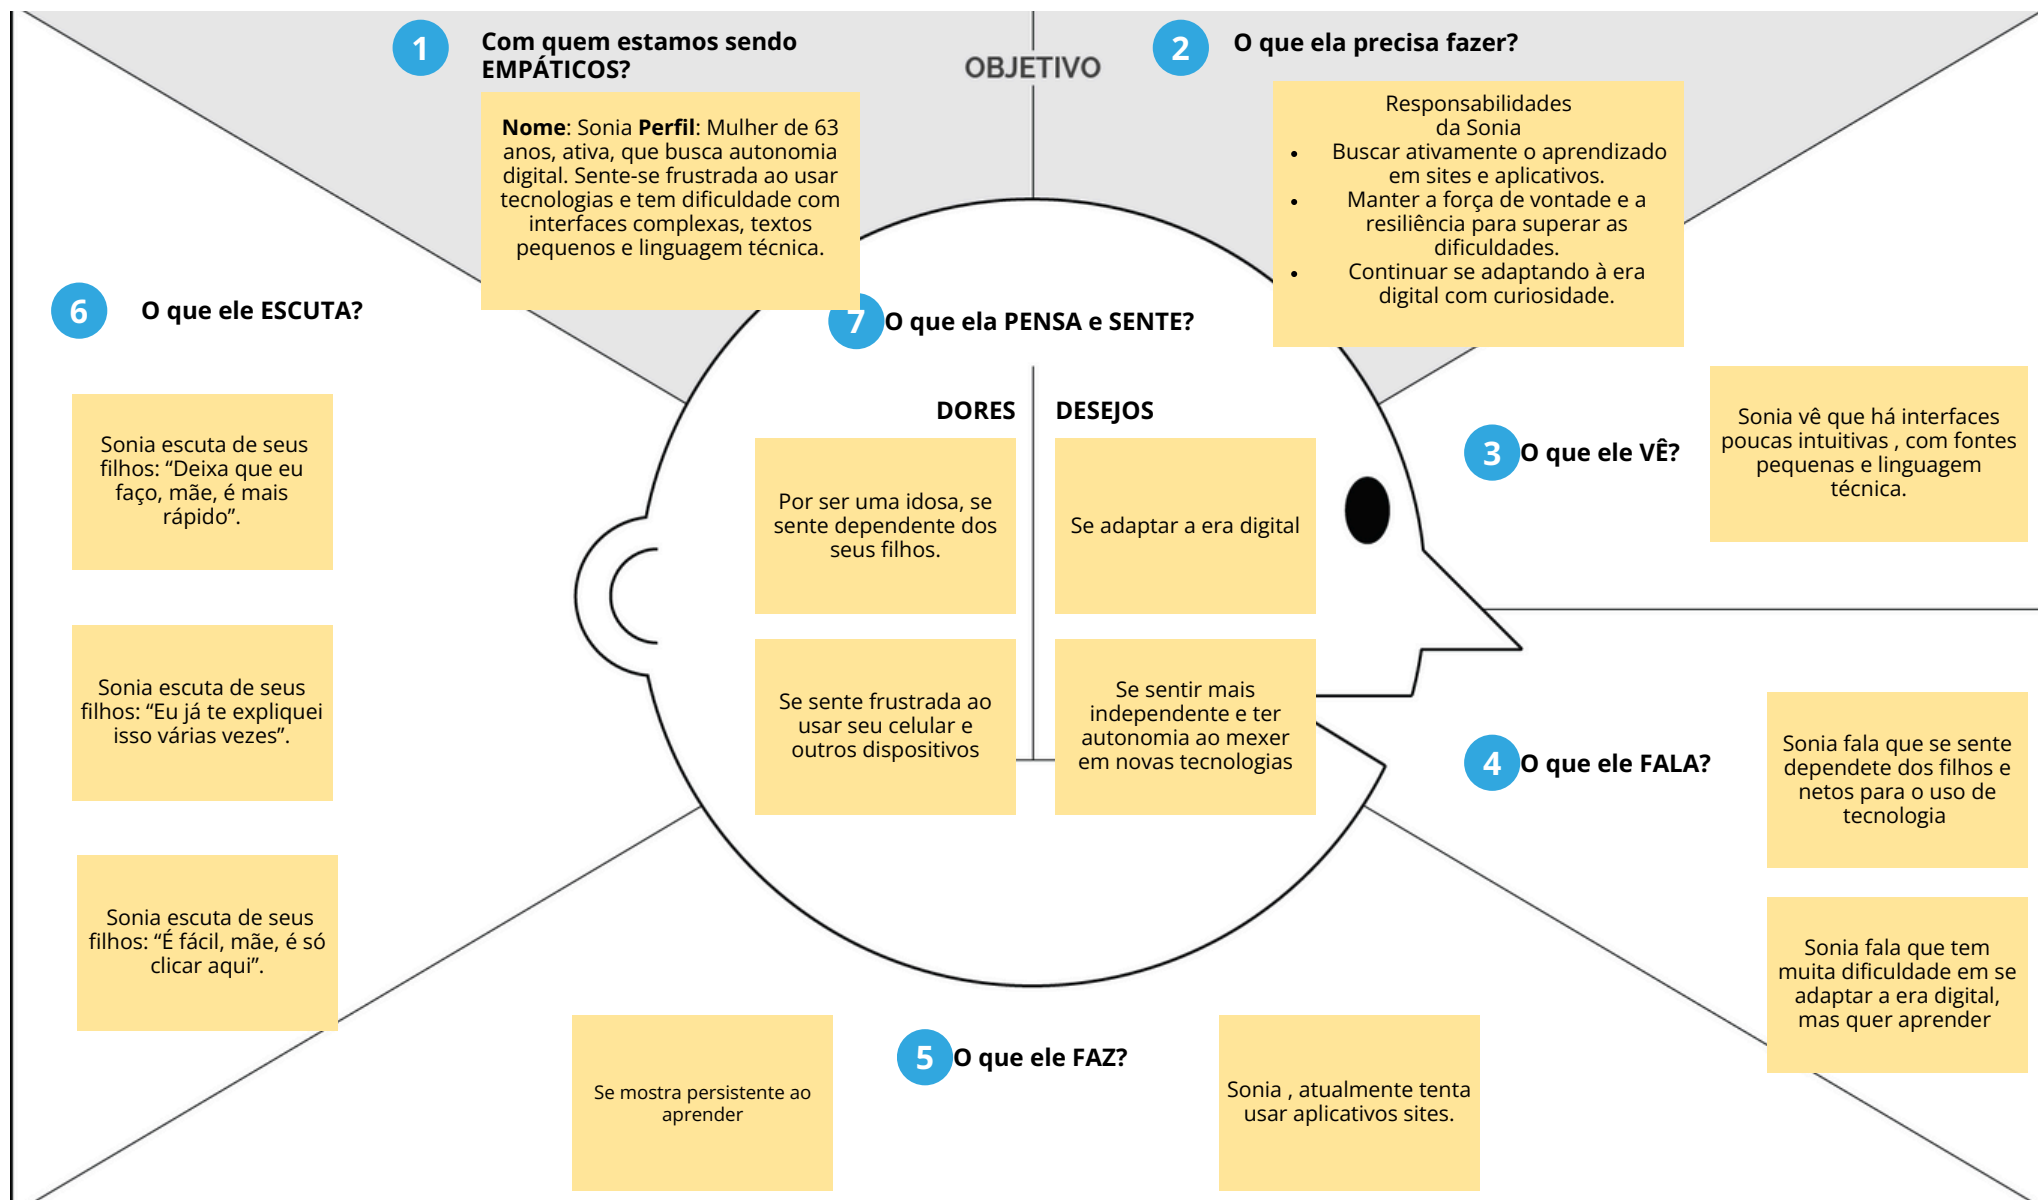 1
Com quem estamos sendo
EMPÁTICOS?
Nome: Sonia Perfil: Mulher de 63
anos, ativa, que busca autonomia
digital. Sente-se frustrada ao usar
tecnologias e tem dificuldade com
interfaces complexas, textos
pequenos e linguagem técnica.
OBJETIVO
2
O que ela precisa fazer?
Responsabilidades
da Sonia
• Buscar ativamente o aprendizado
em sites e aplicativos.
• Manter a força de vontade e a
resiliência para superar as
dificuldades.
• Continuar se adaptando à era
digital com curiosidade.
3
O que ele VÊ?
Sonia vê que há interfaces
poucas intuitivas , com fontes
pequenas e linguagem
técnica.
4
O que ele FALA?
Sonia fala que se sente
dependete dos filhos e
netos para o uso de
tecnologia
Sonia fala que tem
muita dificuldade em se
adaptar a era digital,
mas quer aprender
5
O que ele FAZ?
Se mostra persistente ao
aprender
Sonia , atualmente tenta
usar aplicativos sites.
6
O que ele ESCUTA?
Sonia escuta de seus
filhos: “Deixa que eu
faço, mãe, é mais
rápido”.
Sonia escuta de seus
filhos: “Eu já te expliquei
isso várias vezes”.
Sonia escuta de seus
filhos: “É fácil, mãe, é só
clicar aqui”.
7
O que ela PENSA e SENTE?
DORES
Por ser uma idosa, se
sente dependente dos
seus filhos.
Se sente frustrada ao
usar seu celular e
outros dispositivos
DESEJOS
Se adaptar a era digital
Se sentir mais
independente e ter
autonomia ao mexer
em novas tecnologias